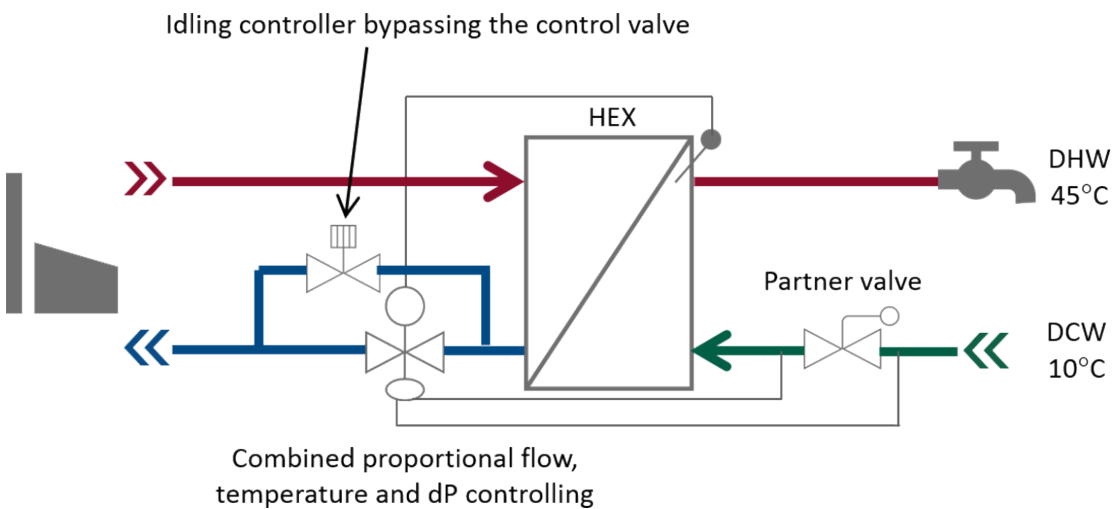 Idling controller bypassing the control valve
HEX
DHW
45°C
Partner valve
DCW
10°C
Combined proportional flow,
temperature and dP controlling